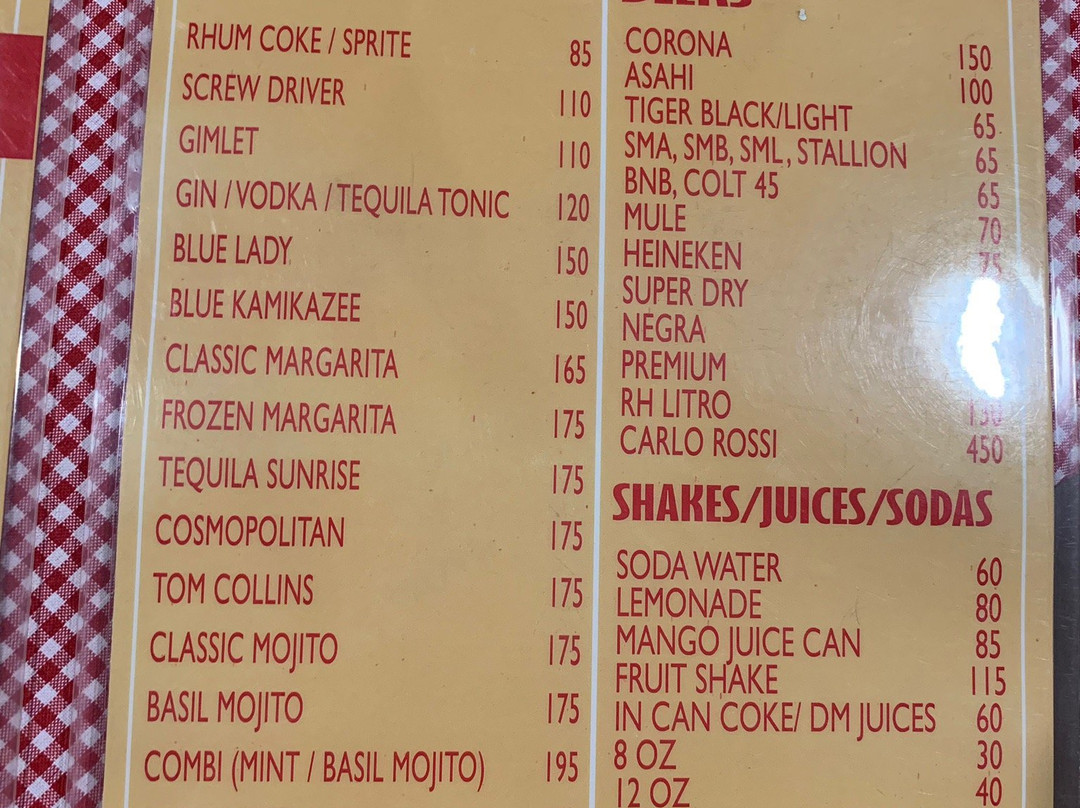 RHUM COKE / SPRITE 85
SCREW DRIVER 110
GIMLET 110
GIN / VODKA / TEQUILA TONIC 120
BLUE LADY 150
BLUE KAMIKAZEE 150
CLASSIC MARGARITA 165
FROZEN MARGARITA 175
TEQUILA SUNRISE 175
COSMOPOLITAN 175
TOM COLLINS 175
CLASSIC MOJITO 175
BASIL MOJITO 175
COMBI (MINT / BASIL MOJITO) 195
CORONA 150
ASAHI 100
TIGER BLACK/LIGHT 65
SMA, SMB, SML, STALLION 65
BNB, COLT 45 65
MULE 70
HEINEKEN 75
SUPER DRY
NEGRA
PREMIUM
RH LITRO
CARLO ROSSI 450
SHAKES/JUICES/SODAS
SODA WATER 60
LEMONADE 80
MANGO JUICE CAN 85
FRUIT SHAKE 115
IN CAN COKE/ DM JUICES 60
8 OZ 30
12 OZ 40